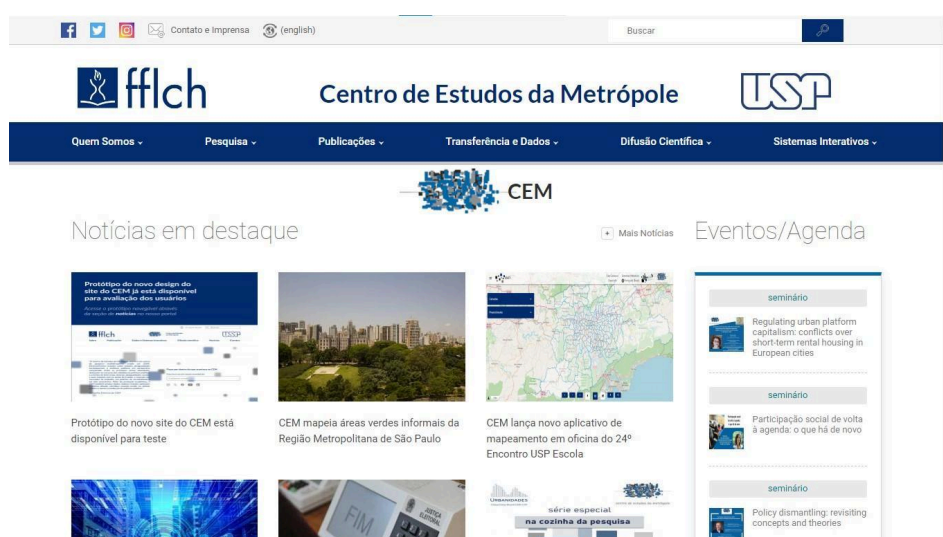 Contato e Imprensa
(english)
Buscar
fflch
Centro de Estudos da Metrópole
USP
Quem Somos
Pesquisa
Publicações
Transferência e Dados
Difusão Científica
Sistemas Interativos
CEM
Notícias em destaque
+ Mais Notícias
Eventos/Agenda
Protótipo do novo design do
site do CEM já está disponível
para avaliação dos usuários
fflch
USP
Protótipo do novo site do CEM está
disponível para teste
CEM mapeia áreas verdes informais da
Região Metropolitana de São Paulo
CEM lança novo aplicativo de
mapeamento em oficina do 24º
Encontro USP Escola
seminário
Regulating urban platform
capitalism: conflicts over
short-term rental housing in
European cities
seminário
Participação social de volta
à agenda: o que há de novo
seminário
Policy dismantling: revisiting
concepts and theories
FIM
JUSTIÇA
ELEITORAL
URBANIDADES
série especial
na cozinha da pesquisa